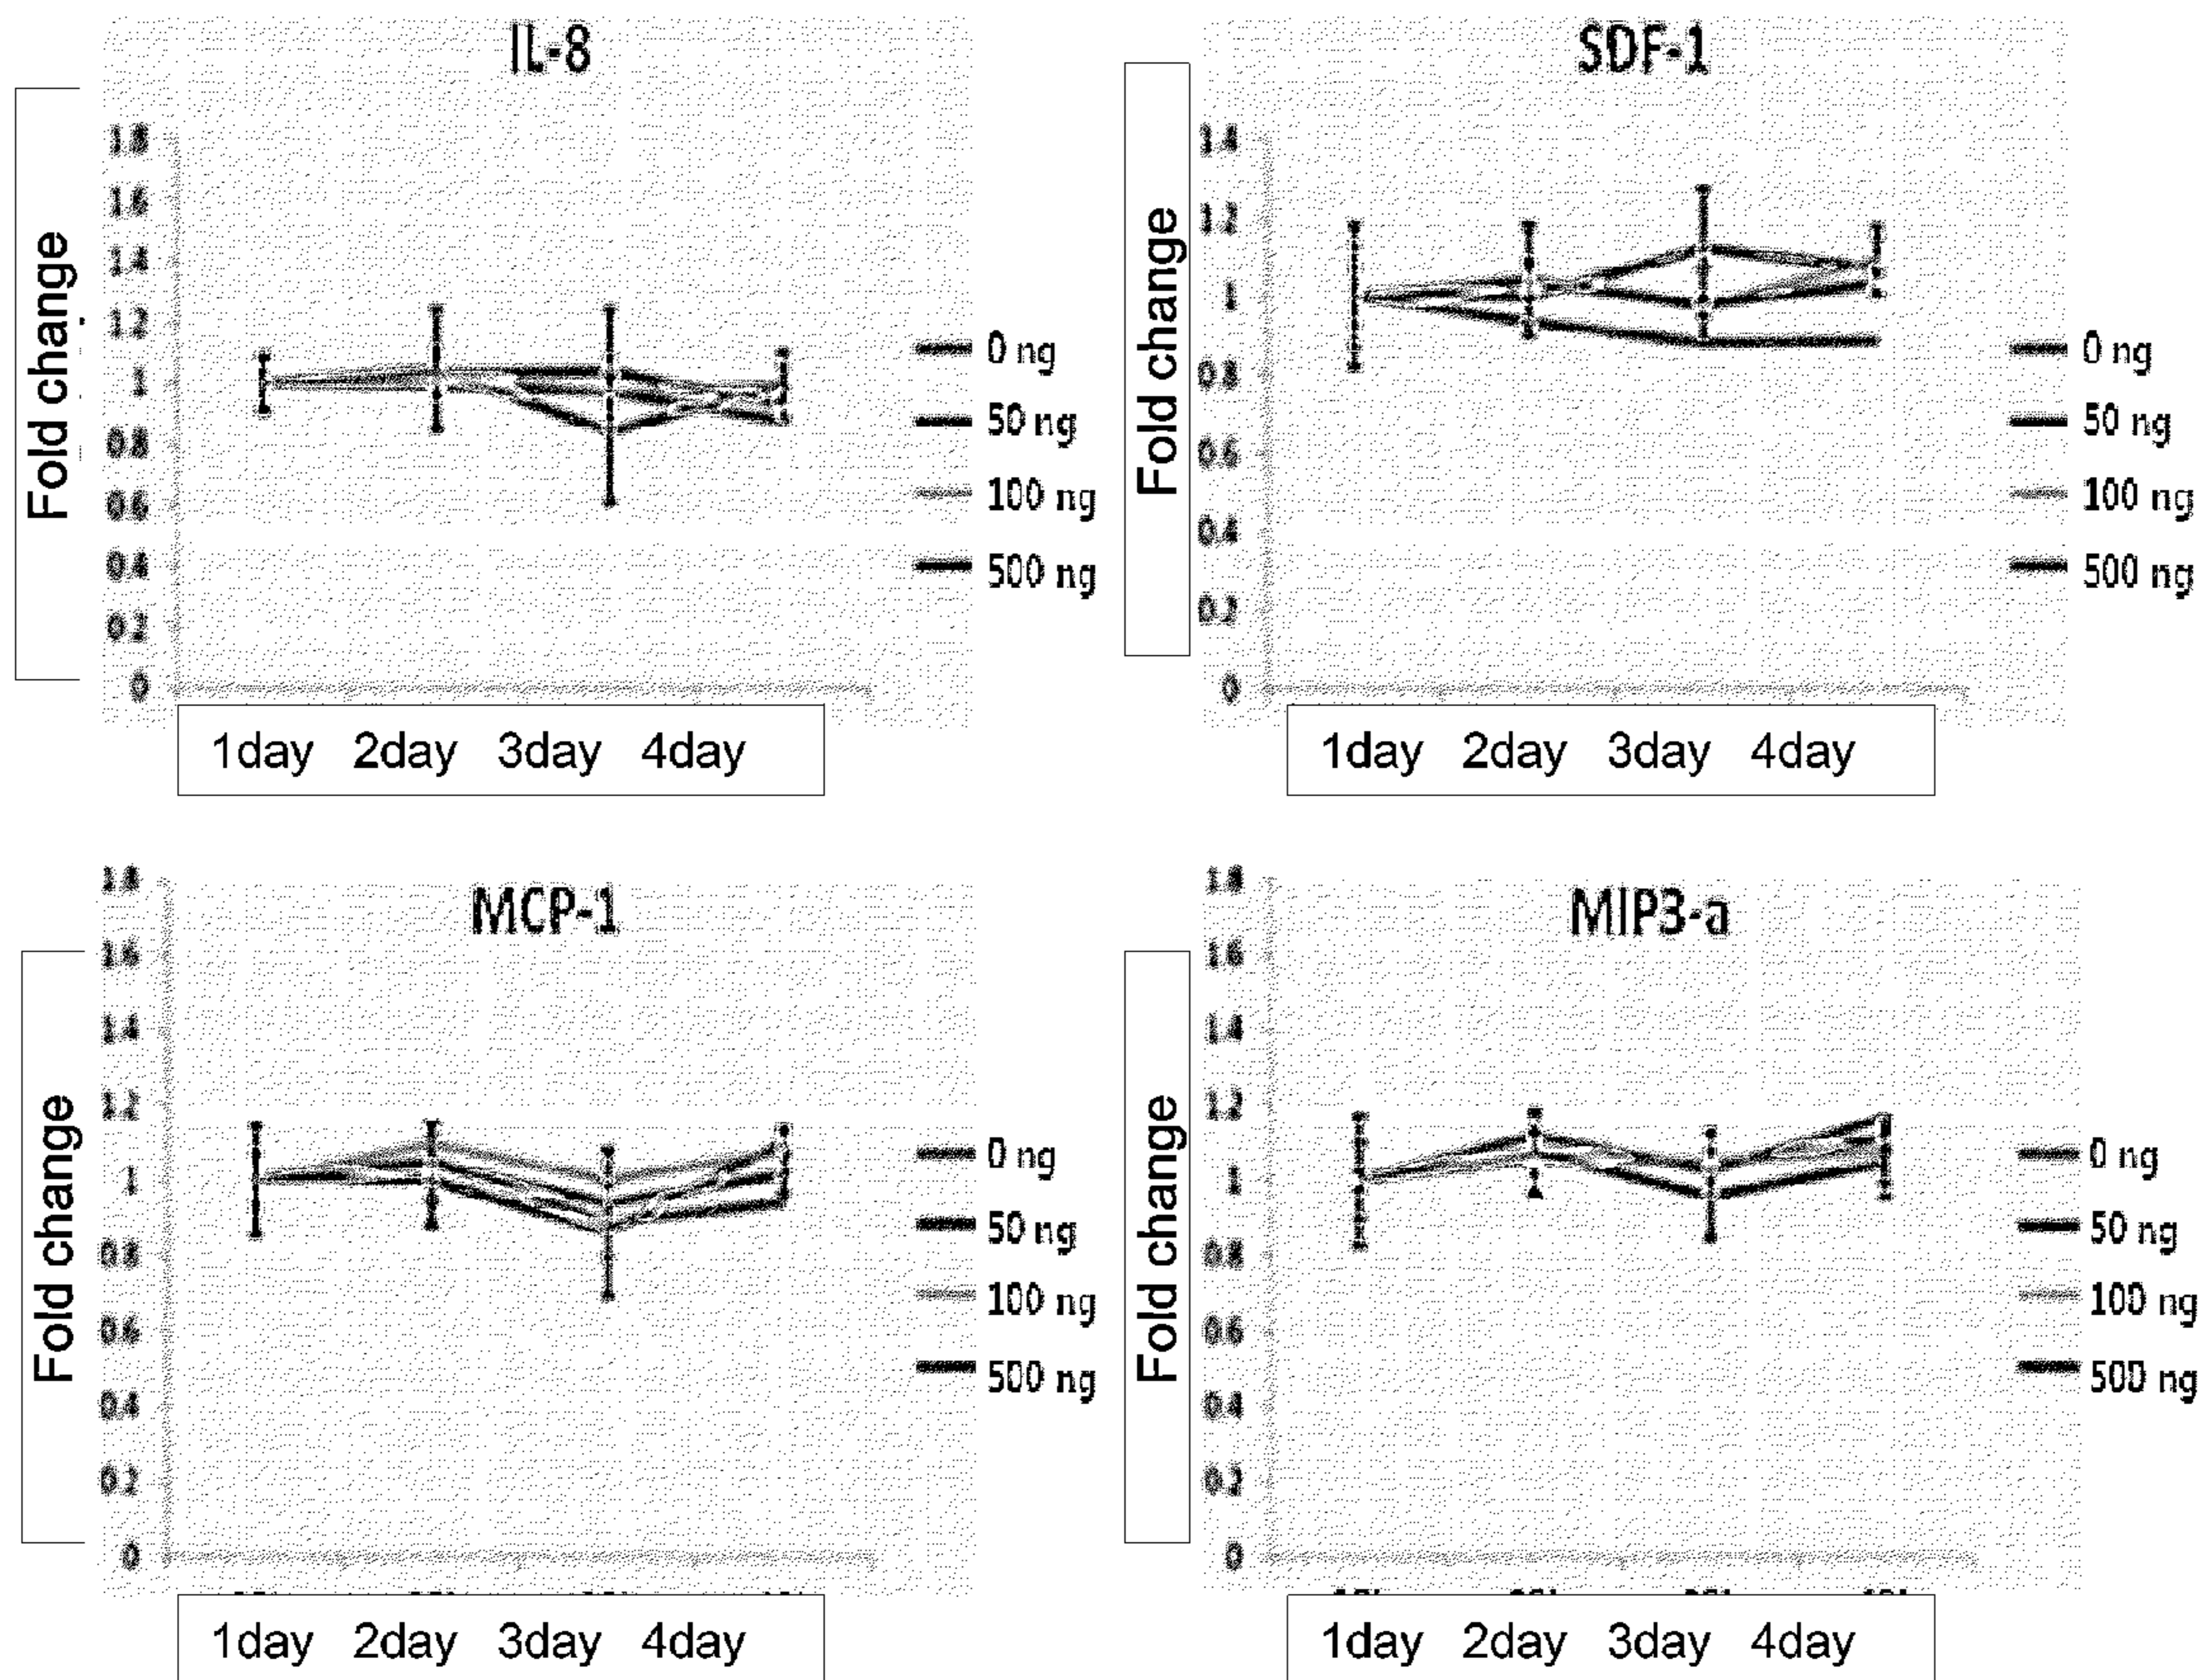 IL-8
Fold change
1.8
1.6
1.4
1.2
1
0.8
0.6
0.4
0.2
0
0 ng
50 ng
100 ng
500 ng
1day 2day 3day 4day
SDF-1
Fold change
1.4
1.2
1
0.8
0.6
0.4
0.2
0
0 ng
50 ng
100 ng
500 ng
1day 2day 3day 4day
MCP-1
Fold change
1.8
1.6
1.4
1.2
1
0.8
0.6
0.4
0.2
0
0 ng
50 ng
100 ng
500 ng
1day 2day 3day 4day
MIP3-a
Fold change
1.8
1.6
1.4
1.2
1
0.8
0.6
0.4
0.2
0
0 ng
50 ng
100 ng
500 ng
1day 2day 3day 4day